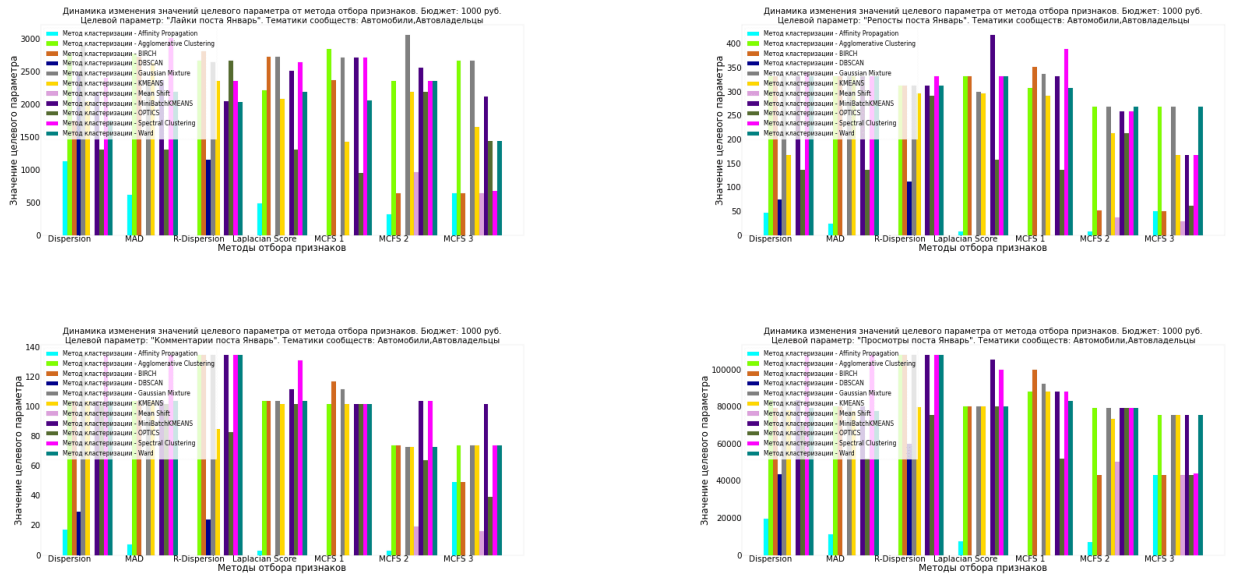 Динамика изменения значений целевого параметра от метода отбора признаков. Бюджет: 1000 руб.
Целевой параметр: "Лайки поста Январь". Тематики сообществ: Автомобили,Автовладельцы
Значение целевого параметра
3000
2500
2000
1500
1000
500
0
Метод кластеризации - Affinity Propagation
Метод кластеризации - Agglomerative Clustering
Метод кластеризации - BIRCH
Метод кластеризации - DBSCAN
Метод кластеризации - Gaussian Mixture
Метод кластеризации - KMEANS
Метод кластеризации - Mean Shift
Метод кластеризации - MiniBatchKMEANS
Метод кластеризации - OPTICS
Метод кластеризации - Spectral Clustering
Метод кластеризации - Ward
Dispersion MAD R-Dispersion Laplacian Score MCFS 1 MCFS 2 MCFS 3
Методы отбора признаков
Динамика изменения значений целевого параметра от метода отбора признаков. Бюджет: 1000 руб.
Целевой параметр: "Репосты поста Январь". Тематики сообществ: Автомобили,Автовладельцы
Значение целевого параметра
400
350
300
250
200
150
100
50
0
Метод кластеризации - Affinity Propagation
Метод кластеризации - Agglomerative Clustering
Метод кластеризации - BIRCH
Метод кластеризации - DBSCAN
Метод кластеризации - Gaussian Mixture
Метод кластеризации - KMEANS
Метод кластеризации - Mean Shift
Метод кластеризации - MiniBatchKMEANS
Метод кластеризации - OPTICS
Метод кластеризации - Spectral Clustering
Метод кластеризации - Ward
Dispersion MAD R-Dispersion Laplacian Score MCFS 1 MCFS 2 MCFS 3
Методы отбора признаков
Динамика изменения значений целевого параметра от метода отбора признаков. Бюджет: 1000 руб.
Целевой параметр: "Комментарии поста Январь". Тематики сообществ: Автомобили,Автовладельцы
Значение целевого параметра
140
120
100
80
60
40
20
0
Метод кластеризации - Affinity Propagation
Метод кластеризации - Agglomerative Clustering
Метод кластеризации - BIRCH
Метод кластеризации - DBSCAN
Метод кластеризации - Gaussian Mixture
Метод кластеризации - KMEANS
Метод кластеризации - Mean Shift
Метод кластеризации - MiniBatchKMEANS
Метод кластеризации - OPTICS
Метод кластеризации - Spectral Clustering
Метод кластеризации - Ward
Dispersion MAD R-Dispersion Laplacian Score MCFS 1 MCFS 2 MCFS 3
Методы отбора признаков
Динамика изменения значений целевого параметра от метода отбора признаков. Бюджет: 1000 руб.
Целевой параметр: "Просмотры поста Январь". Тематики сообществ: Автомобили,Автовладельцы
Значение целевого параметра
100000
80000
60000
40000
20000
0
Метод кластеризации - Affinity Propagation
Метод кластеризации - Agglomerative Clustering
Метод кластеризации - BIRCH
Метод кластеризации - DBSCAN
Метод кластеризации - Gaussian Mixture
Метод кластеризации - KMEANS
Метод кластеризации - Mean Shift
Метод кластеризации - MiniBatchKMEANS
Метод кластеризации - OPTICS
Метод кластеризации - Spectral Clustering
Метод кластеризации - Ward
Dispersion MAD R-Dispersion Laplacian Score MCFS 1 MCFS 2 MCFS 3
Методы отбора признаков